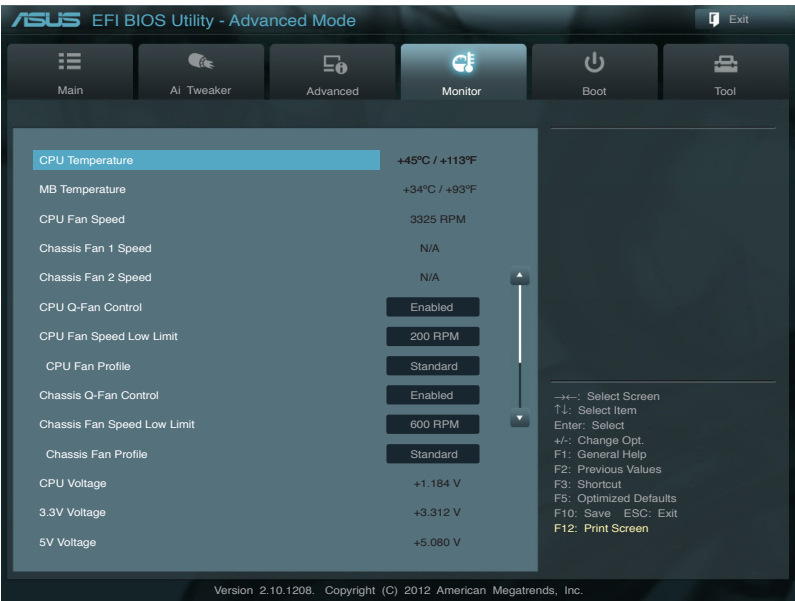 ASUS EFI BIOS Utility - Advanced Mode
Exit
Main
Ai Tweaker
Advanced
Monitor
Boot
Tool
CPU Temperature +45ºC / +113ºF
MB Temperature +34ºC / +93ºF
CPU Fan Speed 3325 RPM
Chassis Fan 1 Speed N/A
Chassis Fan 2 Speed N/A
CPU Q-Fan Control Enabled
CPU Fan Speed Low Limit 200 RPM
CPU Fan Profile Standard
Chassis Q-Fan Control Enabled
Chassis Fan Speed Low Limit 600 RPM
Chassis Fan Profile Standard
CPU Voltage +1.184 V
3.3V Voltage +3.312 V
5V Voltage +5.080 V
→←: Select Screen
↑↓: Select Item
Enter: Select
+/-: Change Opt.
F1: General Help
F2: Previous Values
F3: Shortcut
F5: Optimized Defaults
F10: Save ESC: Exit
F12: Print Screen
Version 2.10.1208. Copyright (C) 2012 American Megatrends, Inc.